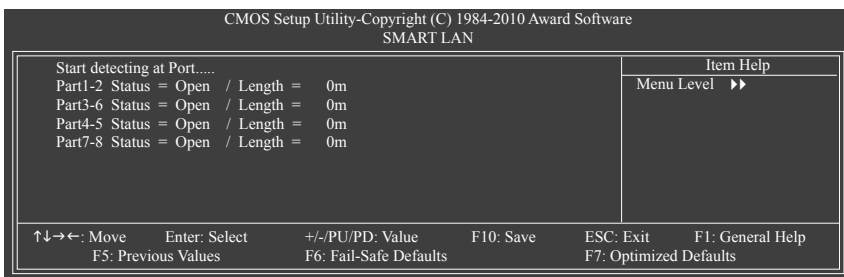 CMOS Setup Utility-Copyright (C) 1984-2010 Award Software
SMART LAN
Start detecting at Port.....
Part1-2 Status = Open / Length = 0m
Part3-6 Status = Open / Length = 0m
Part4-5 Status = Open / Length = 0m
Part7-8 Status = Open / Length = 0m
Item Help
Menu Level ▶▶
↑↓→←: Move Enter: Select +/-/PU/PD: Value F10: Save ESC: Exit F1: General Help
F5: Previous Values F6: Fail-Safe Defaults F7: Optimized Defaults